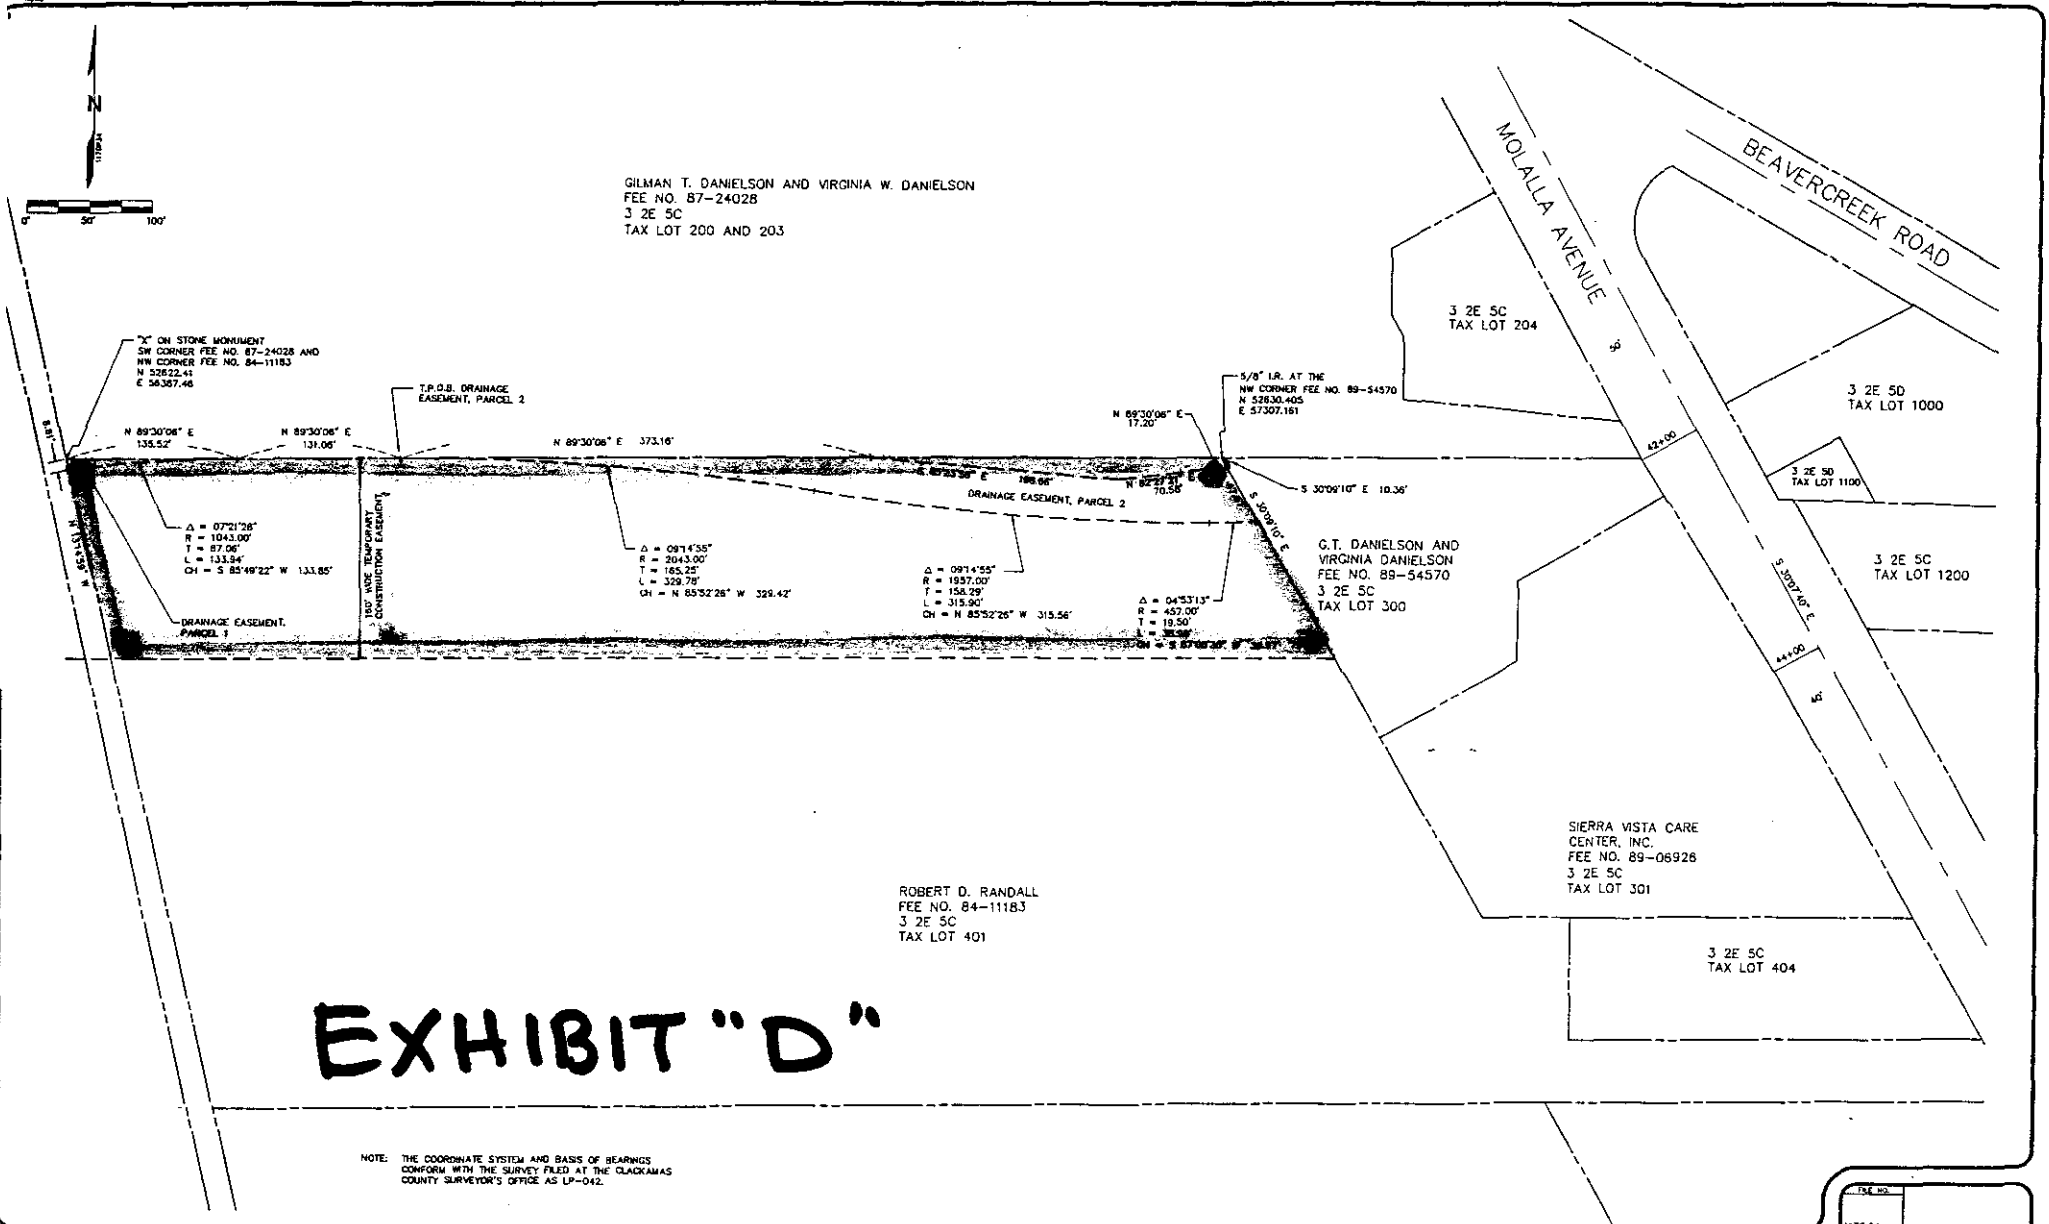 N
0' 50' 100'
GILMAN T. DANIELSON AND VIRGINIA W. DANIELSON
FEE NO. 87-24028
3 2E 5C
TAX LOT 200 AND 203
MOLALLA AVENUE
BEAVERCREEK ROAD
3 2E 5C
TAX LOT 204
50'
"X" ON STONE MONUMENT
SW CORNER FEE NO. 87-24028 AND
NW CORNER FEE NO. 84-11183
N 52622.41
E 56387.46
T.P.O.B. DRAINAGE
EASEMENT, PARCEL 2
5/8" I.R. AT THE
NW CORNER FEE NO. 89-54570
N 52630.405
E 57307.161
3 2E 5D
TAX LOT 1000
N 89'30'06" E
135.52'
N 89'30'06" E
131.06'
N 89'30'06" E 373.16'
N 89'30'06" E
17.20'
42+00
3 2E 5D
TAX LOT 1100
8.81'
70.58'
DRAINAGE EASEMENT, PARCEL 2
S 30'09'10" E 10.36'
S 30'09'10" E
Δ = 07'21'28"
R = 1043.00'
T = 67.06'
L = 133.94'
CH = S 85'49'22" W 133.85'
160' WIDE TEMPORARY
CONSTRUCTION EASEMENT
Δ = 09'14'55"
R = 2043.00'
T = 165.25'
L = 329.78'
CH = N 85'52'26" W 329.42'
Δ = 09'14'55"
R = 1957.00'
T = 158.29'
L = 315.90'
CH = N 85'52'26" W 315.56'
Δ = 04'53'13"
R = 457.00'
T = 19.50'
G.T. DANIELSON AND
VIRGINIA DANIELSON
FEE NO. 89-54570
3 2E 5C
TAX LOT 300
3 2E 5C
TAX LOT 1200
S 30'07'40" E
DRAINAGE EASEMENT,
PARCEL 1
44+00
SIERRA VISTA CARE
CENTER, INC.
FEE NO. 89-06926
3 2E 5C
TAX LOT 301
ROBERT D. RANDALL
FEE NO. 84-11183
3 2E 5C
TAX LOT 401
3 2E 5C
TAX LOT 404
EXHIBIT "D"
NOTE: THE COORDINATE SYSTEM AND BASIS OF BEARINGS
CONFORM WITH THE SURVEY FILED AT THE CLACKAMAS
COUNTY SURVEYOR'S OFFICE AS LP-042.
FILE NO.